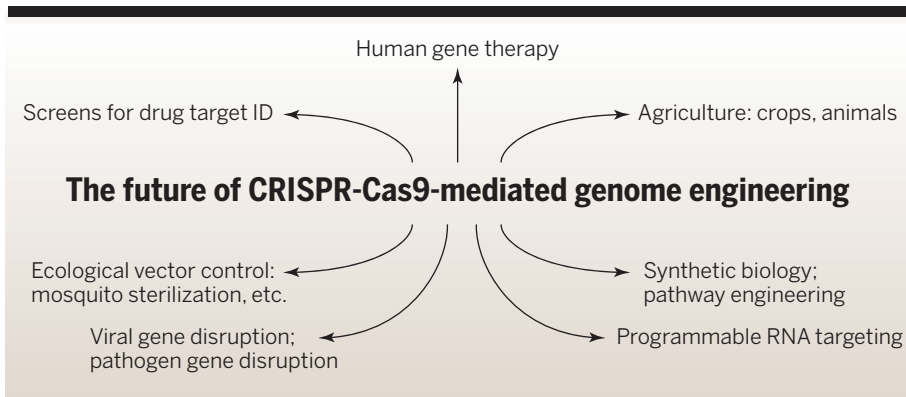 Human gene therapy
Screens for drug target ID
Agriculture: crops, animals
The future of CRISPR-Cas9-mediated genome engineering
Ecological vector control:
mosquito sterilization, etc.
Synthetic biology;
pathway engineering
Viral gene disruption;
pathogen gene disruption
Programmable RNA targeting